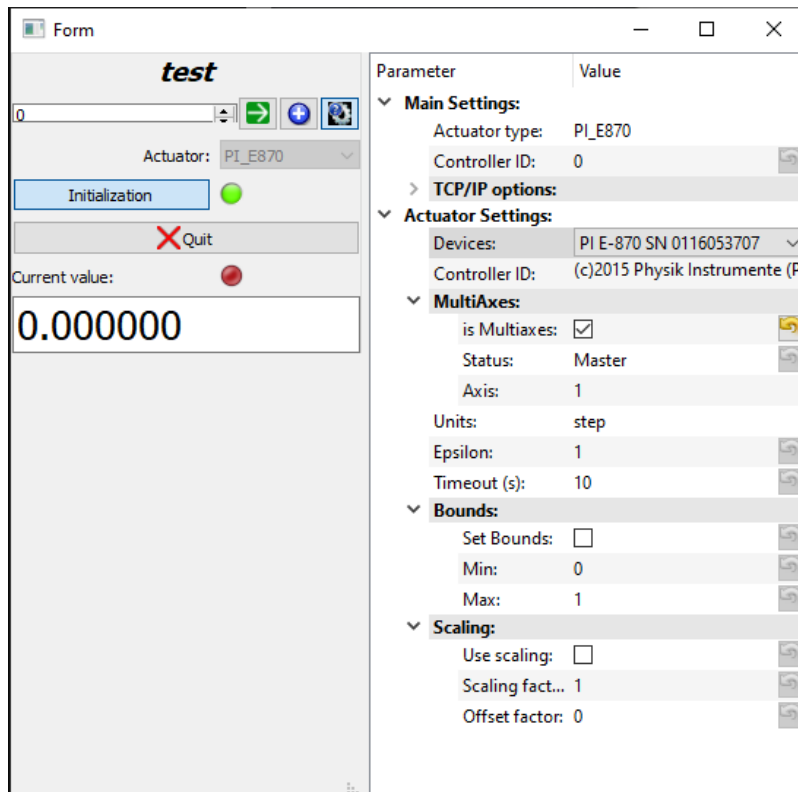 Form
test
0
Actuator: PI_E870
Initialization
Quit
Current value:
0.000000
Parameter Value
Main Settings:
Actuator type: PI_E870
Controller ID: 0
TCP/IP options:
Actuator Settings:
Devices: PI E-870 SN 0116053707
Controller ID: (c)2015 Physik Instrumente (P
MultiAxes:
is Multiaxes:
Status: Master
Axis: 1
Units: step
Epsilon: 1
Timeout (s): 10
Bounds:
Set Bounds:
Min: 0
Max: 1
Scaling:
Use scaling:
Scaling fact... 1
Offset factor: 0